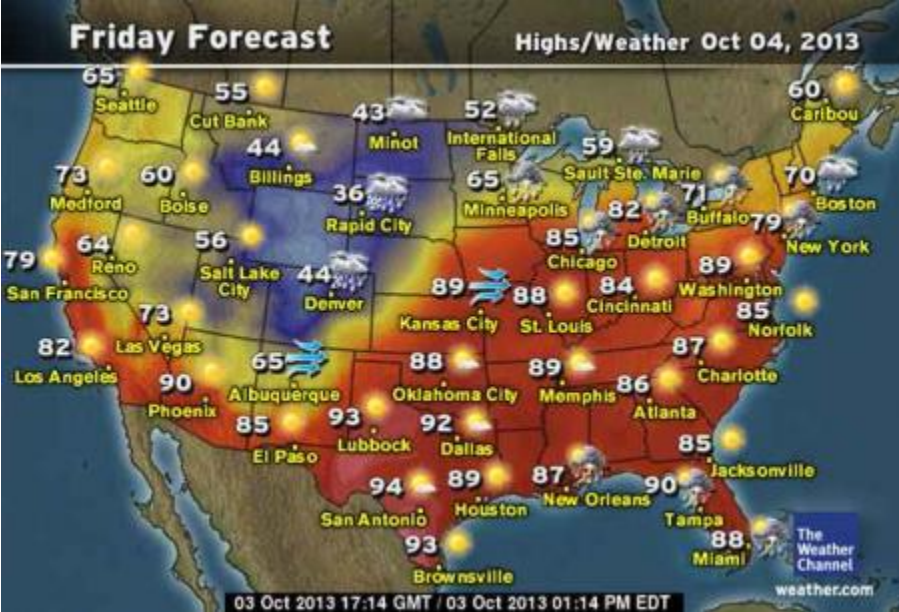 Friday Forecast
Highs/Weather Oct 04, 2013
65
Seattle
55
Cut Bank
43
Minot
52
International
Falls
60
Caribou
59
Sault Ste. Marie
44
Billings
73
Medford
60
Boise
36
Rapid City
65
Minneapolis
82
Detroit
71
Buffalo
70
Boston
79
New York
79
San Francisco
64
Reno
56
Salt Lake
City
44
Denver
89
Kansas City
85
Chicago
88
St. Louis
84
Cincinnati
89
Washington
85
Norfolk
73
Las Vegas
82
Los Angeles
90
Phoenix
65
Albuquerque
88
Oklahoma City
89
Memphis
87
Charlotte
86
Atlanta
85
El Paso
93
Lubbock
92
Dallas
85
Jacksonville
94
San Antonio
89
Houston
87
New Orleans
90
Tampa
93
Brownsville
88
Miami
The
Weather
Channel
weather.com
03 Oct 2013 17:14 GMT / 03 Oct 2013 01:14 PM EDT